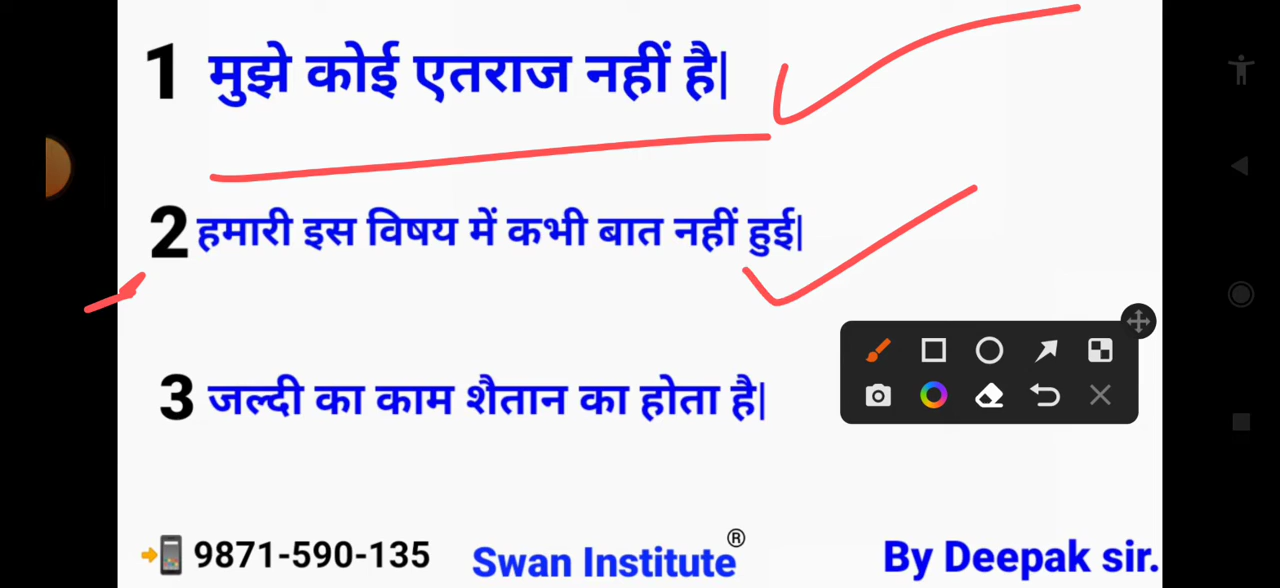 1 मुझे कोई एतराज नहीं है|
2 हमारी इस विषय में कभी बात नहीं हुई|
3 जल्दी का काम शैतान का होता है|
9871-590-135 Swan Institute ® By Deepak sir.